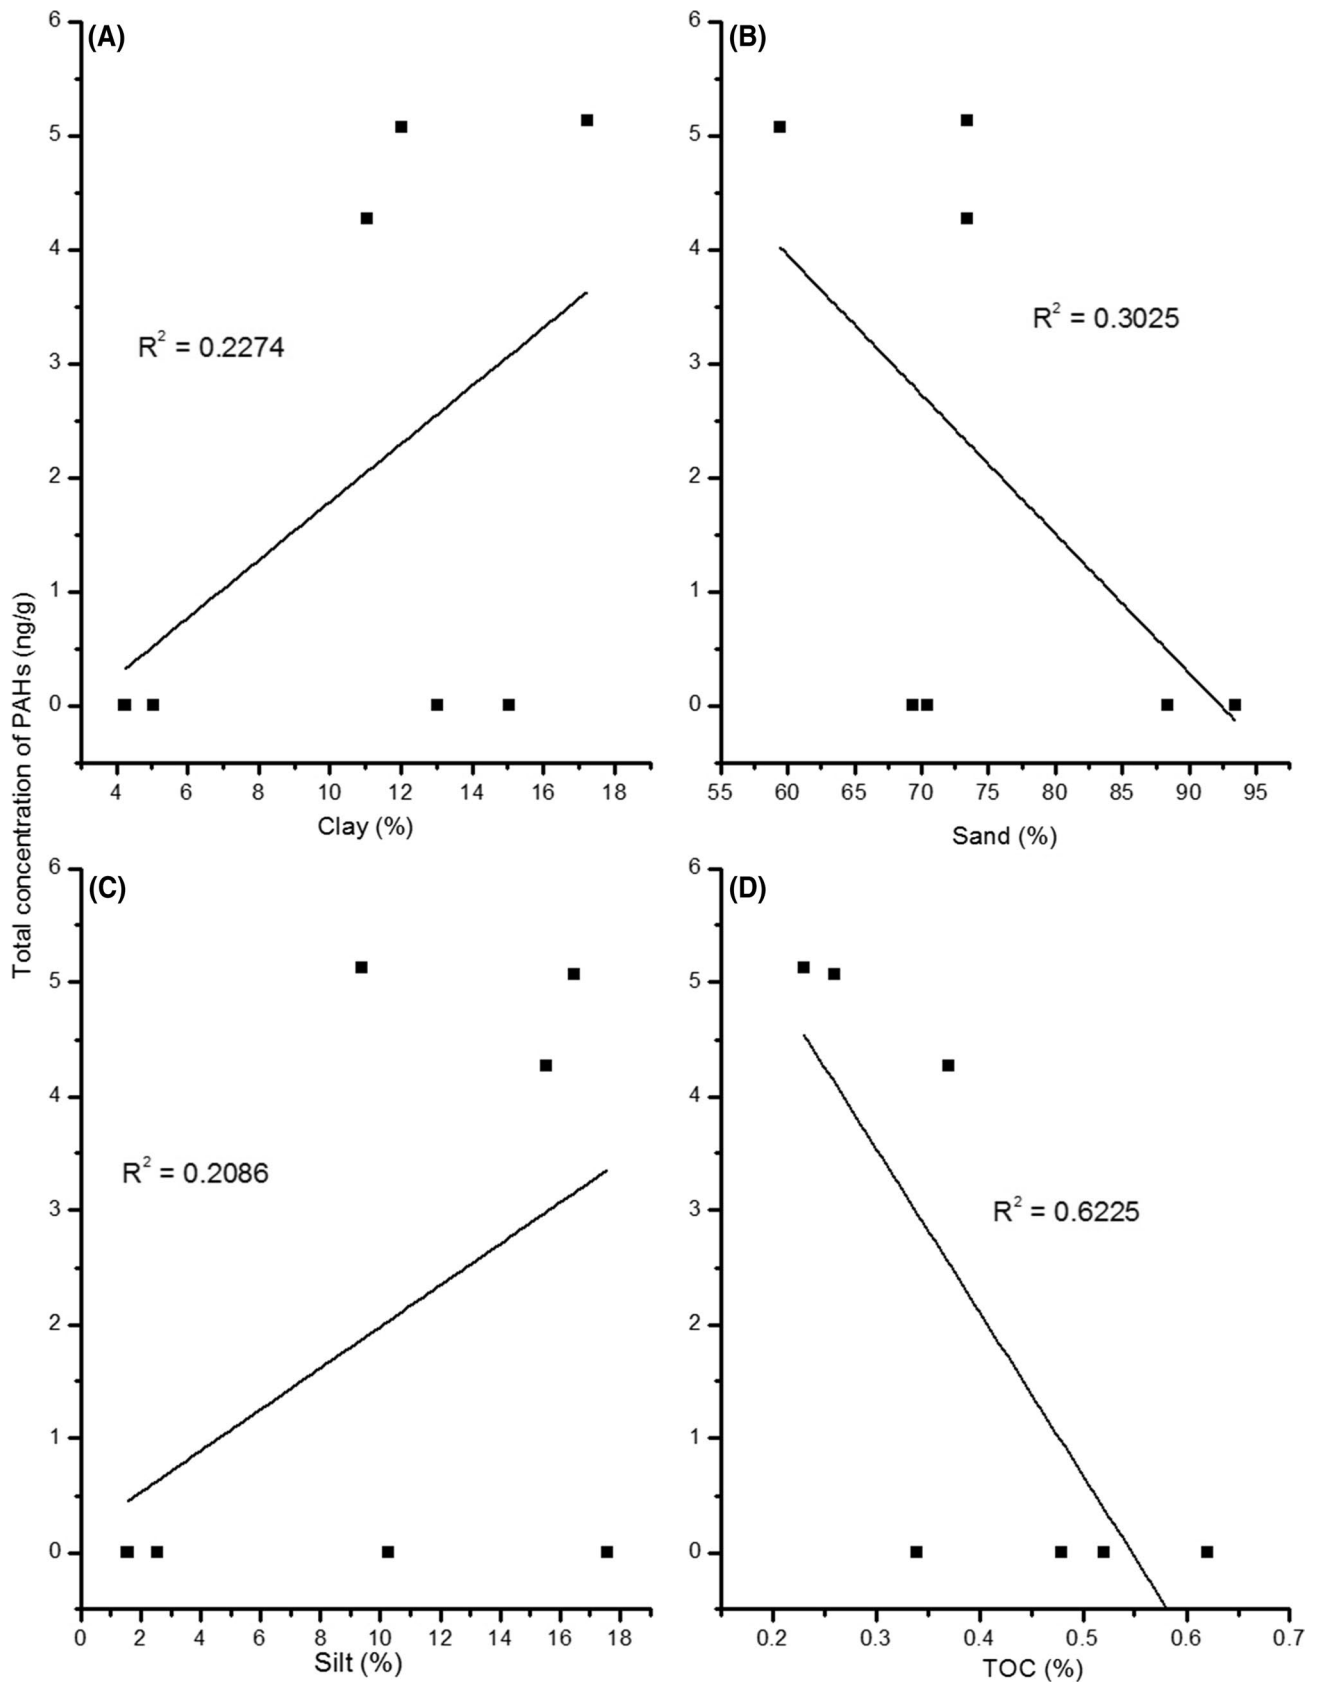 Total concentration of PAHs (ng/g)
(A)
6
5
4
3
2
1
0
R² = 0.2274
4 6 8 10 12 14 16 18
Clay (%)
(B)
6
5
4
3
2
1
0
R² = 0.3025
55 60 65 70 75 80 85 90 95
Sand (%)
(C)
6
5
4
3
2
1
0
R² = 0.2086
0 2 4 6 8 10 12 14 16 18
Silt (%)
(D)
6
5
4
3
2
1
0
R² = 0.6225
0.2 0.3 0.4 0.5 0.6 0.7
TOC (%)